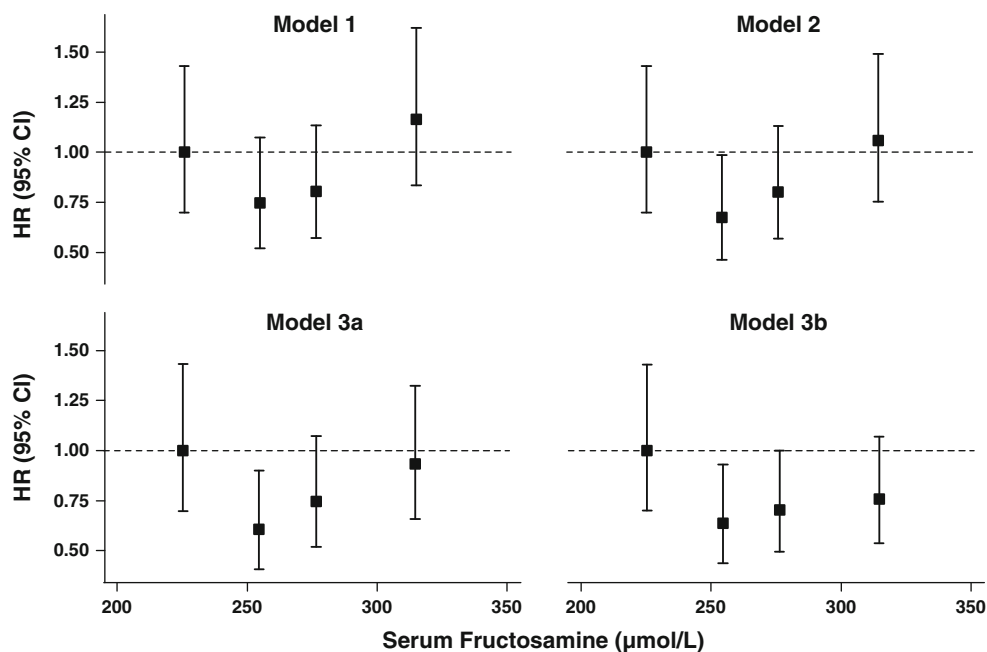 Model 1
Model 2
HR (95% CI)
1.50
1.25
1.00
0.75
0.50
Model 3a
Model 3b
HR (95% CI)
1.50
1.25
1.00
0.75
0.50
200 250 300 350 200 250 300 350
Serum Fructosamine (μmol/L)